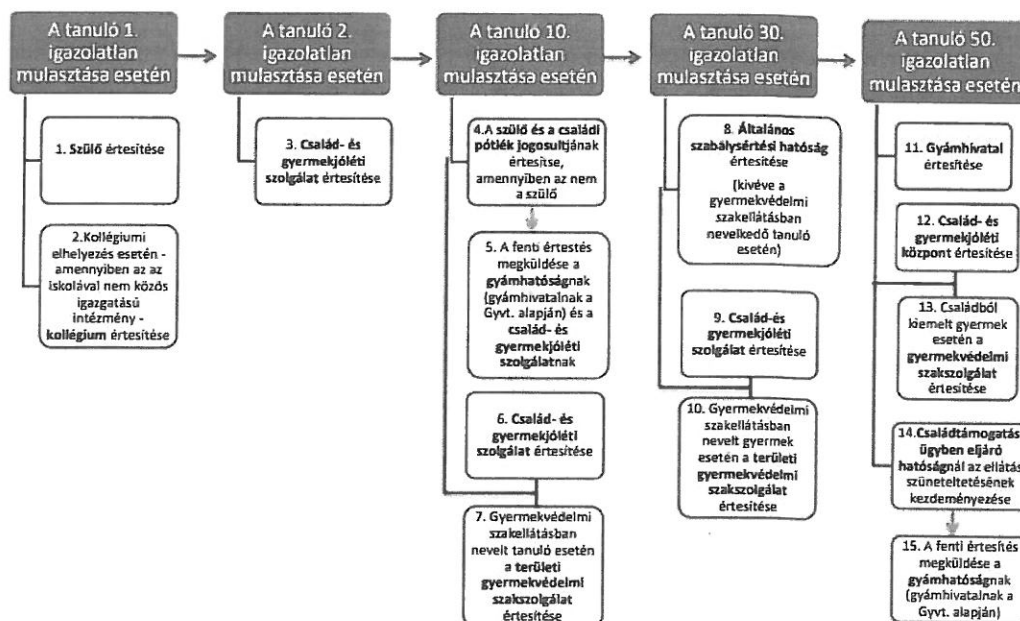 A tanuló 1.
igazolatlan
mulasztása esetén
1. Szülő értesítése
2.Kollégiumi
elhelyezés esetén -
amennyiben az az
iskolával nem közös
igazgatású
intézmény -
kollégium értesítése
A tanuló 2.
igazolatlan
mulasztása esetén
3. Család- és
gyermekjóléti
szolgálat értesítése
A tanuló 10.
igazolatlan
mulasztása esetén
4.A szülő és a családi
pótlék jogosultjának
értesítse,
amennyiben az nem
a szülő
5. A fenti értestés
megküldése a
gyámhatóságnak
(gyámhivatalnak a
Gyvt. alapján) és a
család- és
gyermekjóléti
szolgálatnak
6. Család- és
gyermekjóléti
szolgálat értesítése
7. Gyermekvédelmi
szakellátásban
nevelt tanuló esetén
a területi
gyermekvédelmi
szakszolgálat
értesítése
A tanuló 30.
igazolatlan
mulasztása esetén
8. Általános
szabálysértési hatóság
értesítése
(kivéve a
gyermekvédelmi
szakellátásban
nevelkedő tanuló
esetén)
9. Család-és
gyermekjóléti
szolgálat értesítése
10. Gyermekvédelmi
szakellátásban
nevelt gyermek
esetén a területi
gyermekvédelmi
szakszolgálat
értesítése
A tanuló 50.
igazolatlan
mulasztása esetén
11. Gyámhivatal
értesítése
12. Család- és
gyermekjóléti
központ értesítése
13. Családból
kiemelt gyermek
esetén a
gyermekvédelmi
szakszolgálat
értesítése
14.Családtámogatási
ügyben eljáró
hatóságnál az ellátás
szüneteltetésének
kezdeményezése
15. A fenti értesítés
megküldése a
gyámhatóságnak
(gyámhivatalnak a
Gyvt. alapján)